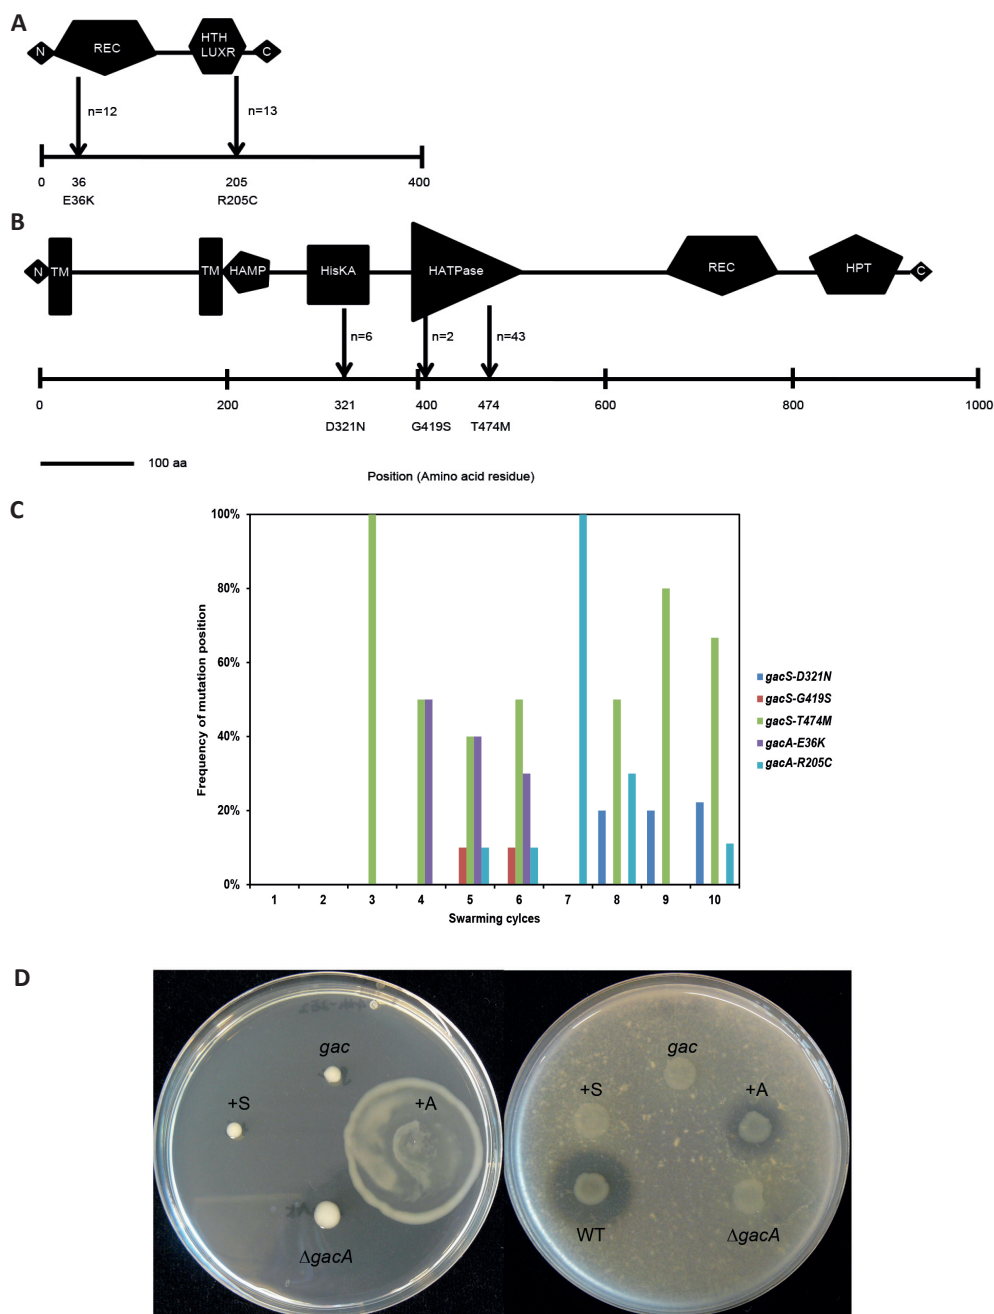 A
N
REC
HTH
LUXR
C
n=12
n=13
0
36
205
400
E36K
R205C
B
N
TM
TM
HAMP
HisKA
HATPase
REC
HPT
C
n=6
n=2
n=43
0
200
321
400
474
600
800
1000
D321N
G419S
T474M
100 aa
Position (Amino acid residue)
C
100%
80%
60%
40%
20%
0%
Frequency of mutation position
1 2 3 4 5 6 7 8 9 10
Swarming cylces
gacS-D321N
gacS-G419S
gacS-T474M
gacA-E36K
gacA-R205C
D
gac
+S
+A
ΔgacA
gac
+S
+A
WT
ΔgacA